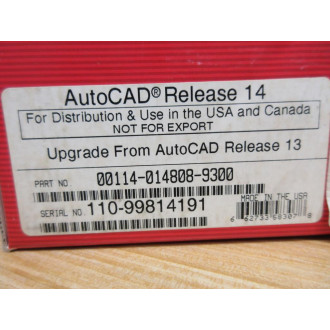 AutoCAD® Release 14
For Distribution & Use in the USA and Canada
NOT FOR EXPORT
Upgrade From AutoCAD Release 13
PART NO. 00114-014808-9300
SERIAL NO. 110-99814191
MADE IN THE USA